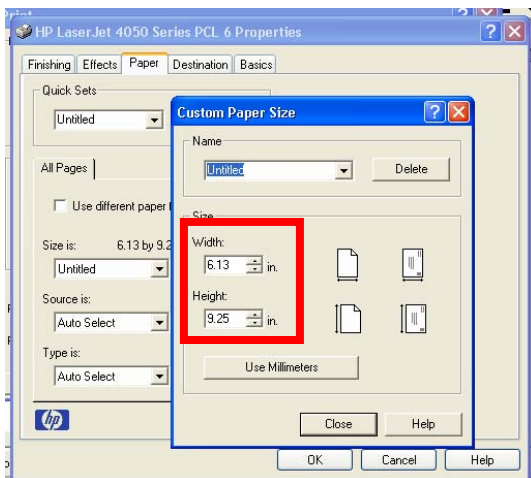 Print
HP LaserJet 4050 Series PCL 6 Properties
Finishing Effects Paper Destination Basics
Quick Sets
Untitled
All Pages
Use different paper
Size is: 6.13 by 9.2
Untitled
Source is:
Auto Select
Type is:
Auto Select
hp
Custom Paper Size
Name
Untitled
Delete
Size
Width:
6.13 in.
Height:
9.25 in.
Use Millimeters
Close Help
OK Cancel Help